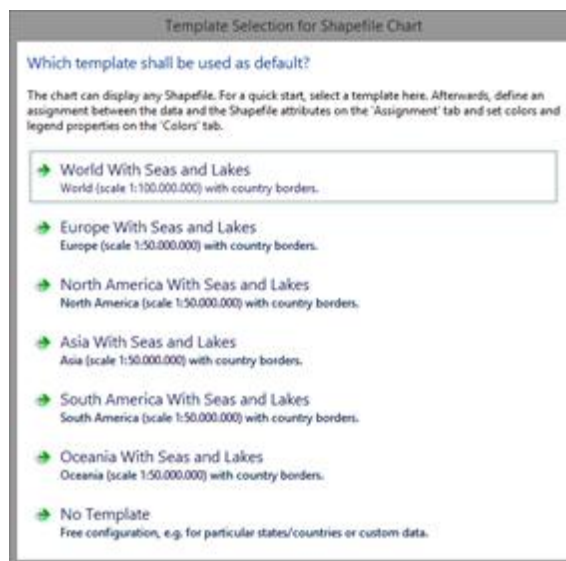 Template Selection for Shapefile Chart
Which template shall be used as default?
The chart can display any Shapefile. For a quick start, select a template here. Afterwards, define an
assignment between the data and the Shapefile attributes on the 'Assignment' tab and set colors and
legend properties on the 'Colors' tab.
World With Seas and Lakes
World (scale 1:100.000.000) with country borders.
Europe With Seas and Lakes
Europe (scale 1:50.000.000) with country borders.
North America With Seas and Lakes
North America (scale 1:50.000.000) with country borders.
Asia With Seas and Lakes
Asia (scale 1:50.000.000) with country borders.
South America With Seas and Lakes
South America (scale 1:50.000.000) with country borders.
Oceania With Seas and Lakes
Oceania (scale 1:50.000.000) with country borders.
No Template
Free configuration, e.g. for particular states/countries or custom data.